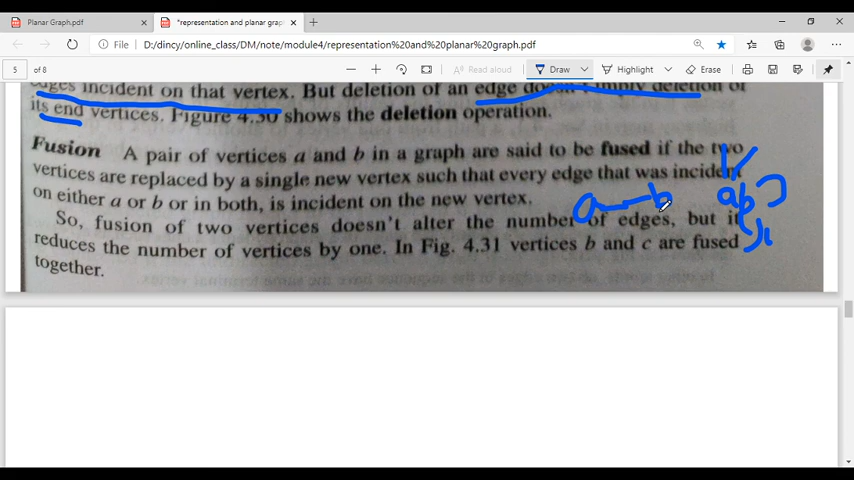 Planar Graph.pdf
*representation and planar grap
File
D:/dincy/online_class/DM/note/module4/representation%20and%20planar%20graph.pdf
5 of 8
Read aloud
Draw
Highlight
Erase
edges incident on that vertex. But deletion of an edge doesn't imply deletion of
its end vertices. Figure 4.30 shows the deletion operation.
Fusion A pair of vertices a and b in a graph are said to be fused if the two
vertices are replaced by a single new vertex such that every edge that was incident
on either a or b or in both, is incident on the new vertex.
So, fusion of two vertices doesn't alter the number of edges, but it
reduces the number of vertices by one. In Fig. 4.31 vertices b and c are fused
together.
a b
ab